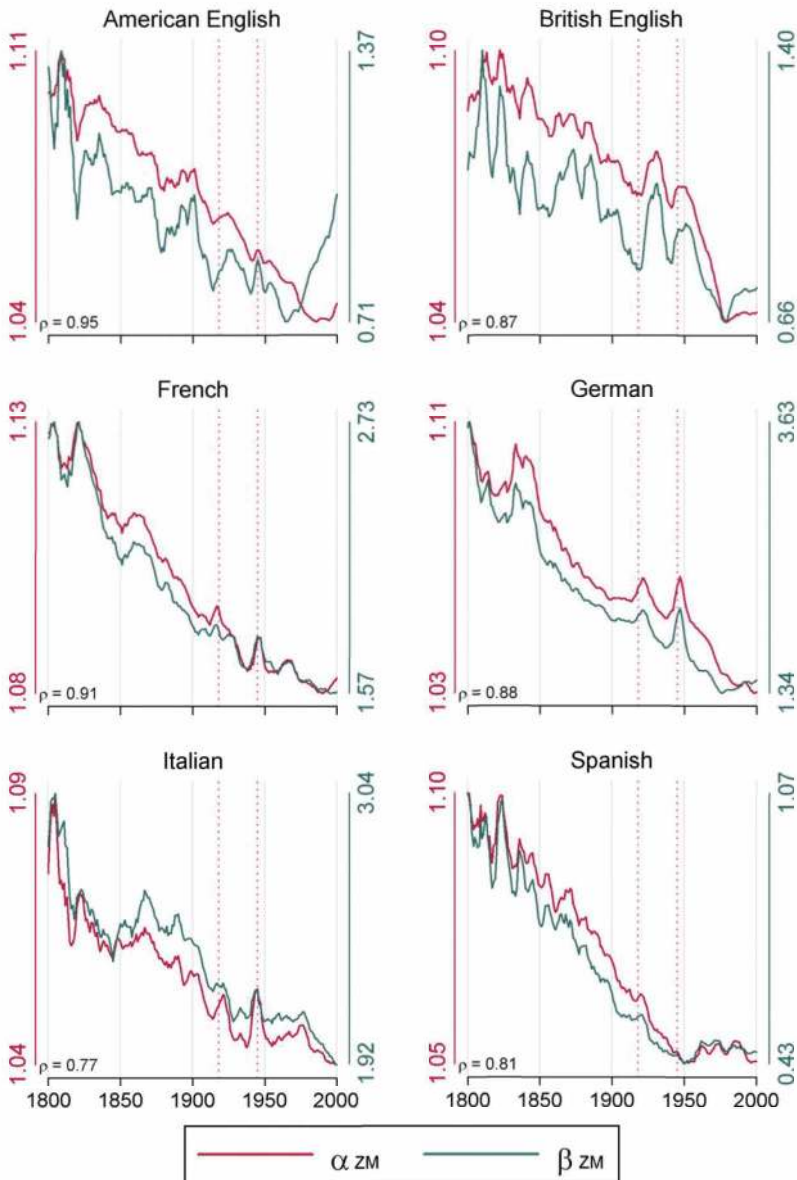 American English
British English
1.11
1.37
1.10
1.40
1.04
ρ = 0.95
0.71
1.04
ρ = 0.87
0.66
French
German
1.13
2.73
1.11
3.63
1.08
ρ = 0.91
1.57
1.03
ρ = 0.88
1.34
Italian
Spanish
1.09
3.04
1.10
1.07
1.04
ρ = 0.77
1.92
1.05
ρ = 0.81
0.43
1800 1850 1900 1950 2000
1800 1850 1900 1950 2000
α ZM β ZM